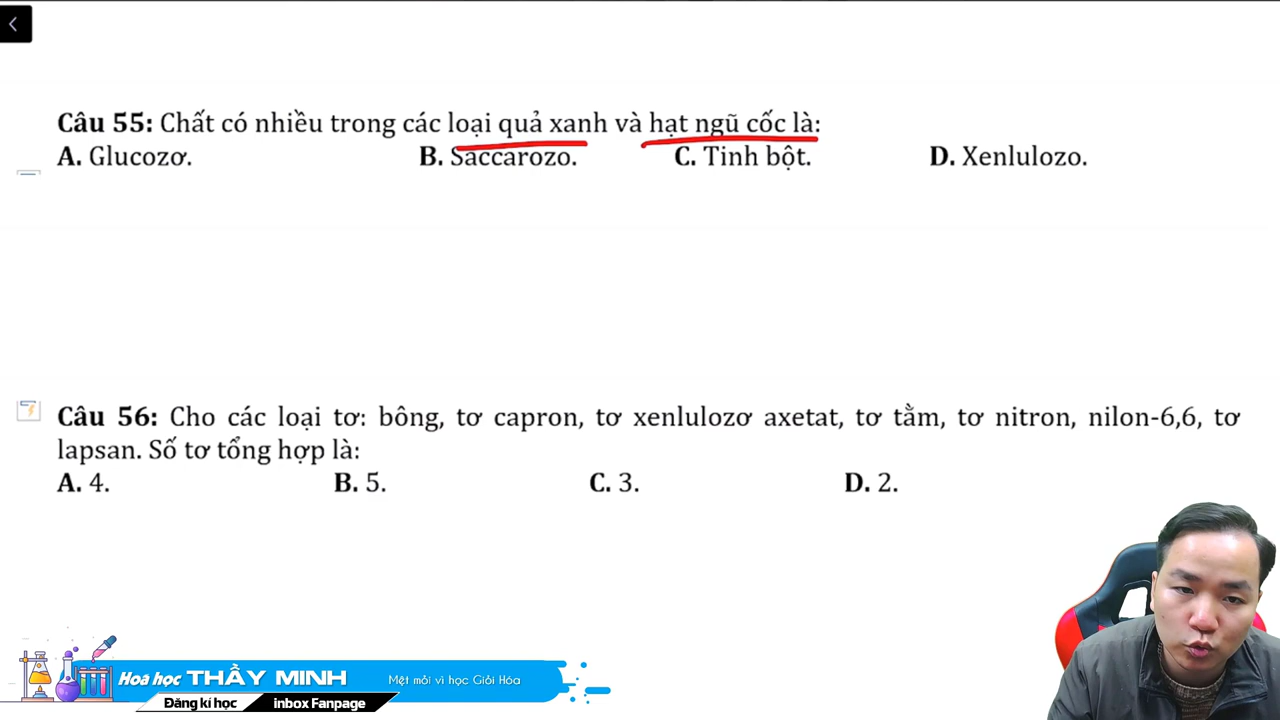 Câu 55: Chất có nhiều trong các loại quả xanh và hạt ngũ cốc là:
A. Glucozơ. B. Saccarozo. C. Tinh bột. D. Xenlulozo.
Câu 56: Cho các loại tơ: bông, tơ capron, tơ xenlulozơ axetat, tơ tằm, tơ nitron, nilon-6,6, tơ
lapsan. Số tơ tổng hợp là:
A. 4. B. 5. C. 3. D. 2.
Hoá học THẦY MINH Mệt mỏi vì học Giỏi Hóa
Đăng kí học inbox Fanpage